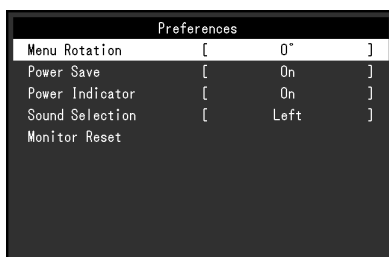 Preferences
Menu Rotation [ 0° ]
Power Save [ On ]
Power Indicator [ On ]
Sound Selection [ Left ]
Monitor Reset